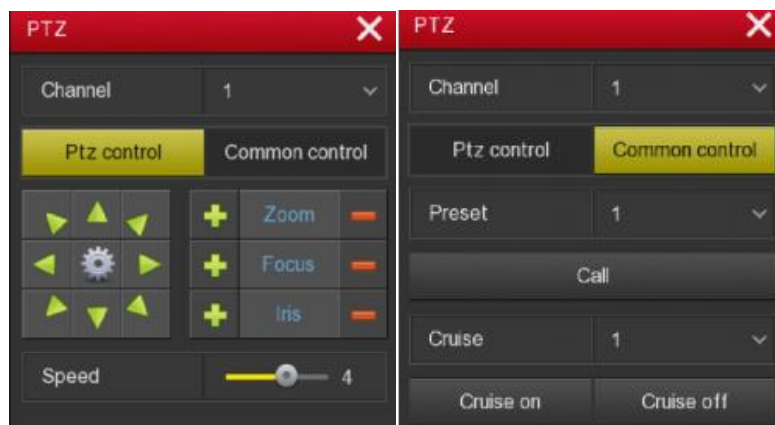 PTZ
Channel 1
Ptz control Common control
Zoom
Focus
Iris
Speed 4
PTZ
Channel 1
Ptz control Common control
Preset 1
Call
Cruise 1
Cruise on Cruise off